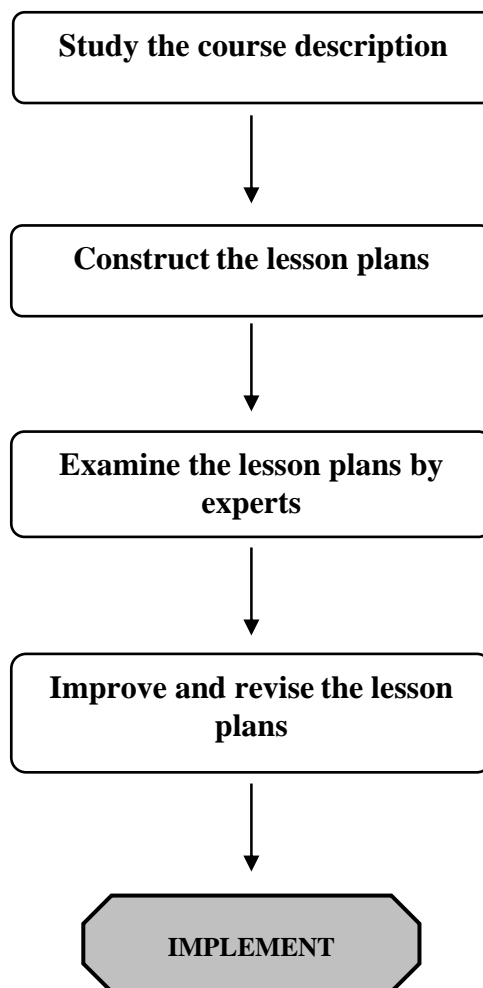 Study the course description
Construct the lesson plans
Examine the lesson plans by
experts
Improve and revise the lesson
plans
IMPLEMENT